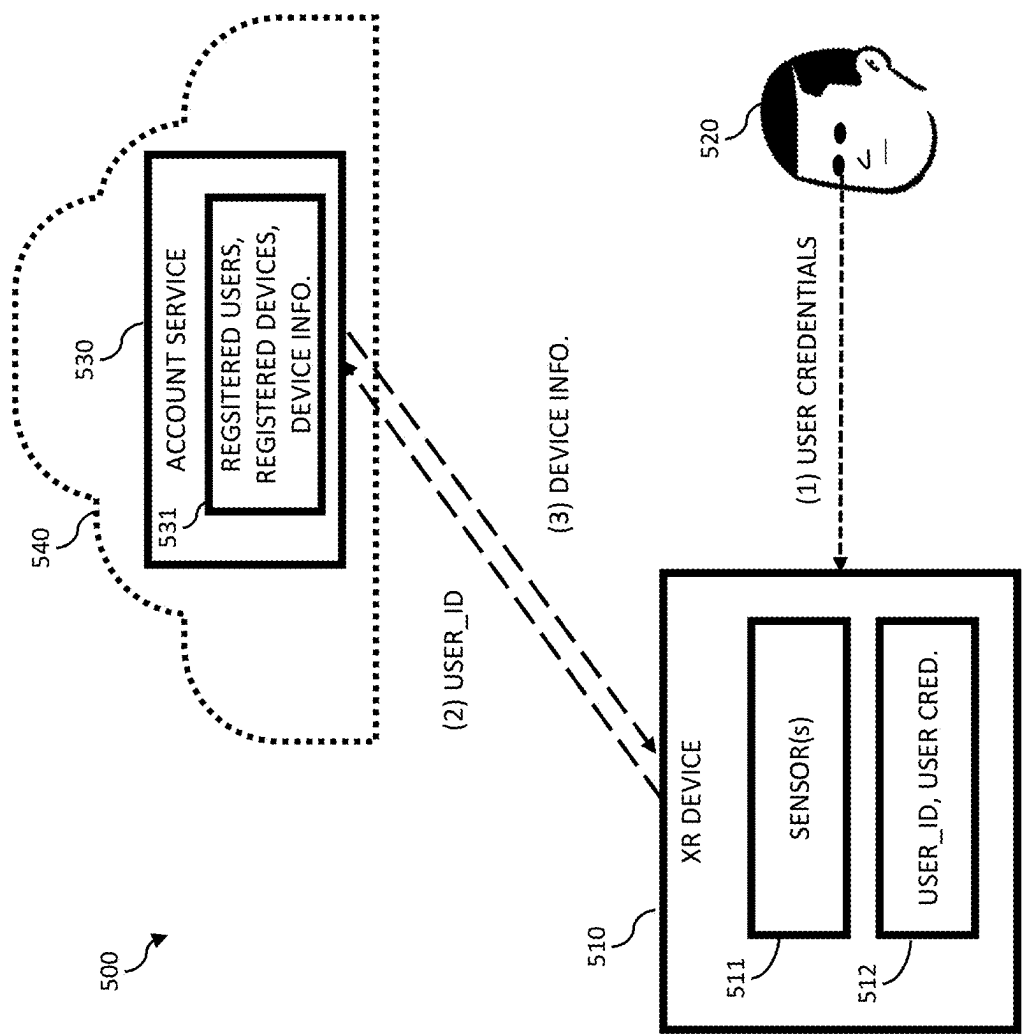 500
540
530
ACCOUNT SERVICE
531
REGSITERED USERS,
REGISTERED DEVICES,
DEVICE INFO.
(2) USER_ID
(3) DEVICE INFO.
510
XR DEVICE
511
SENSOR(s)
512
USER_ID, USER CRED.
(1) USER CREDENTIALS
520